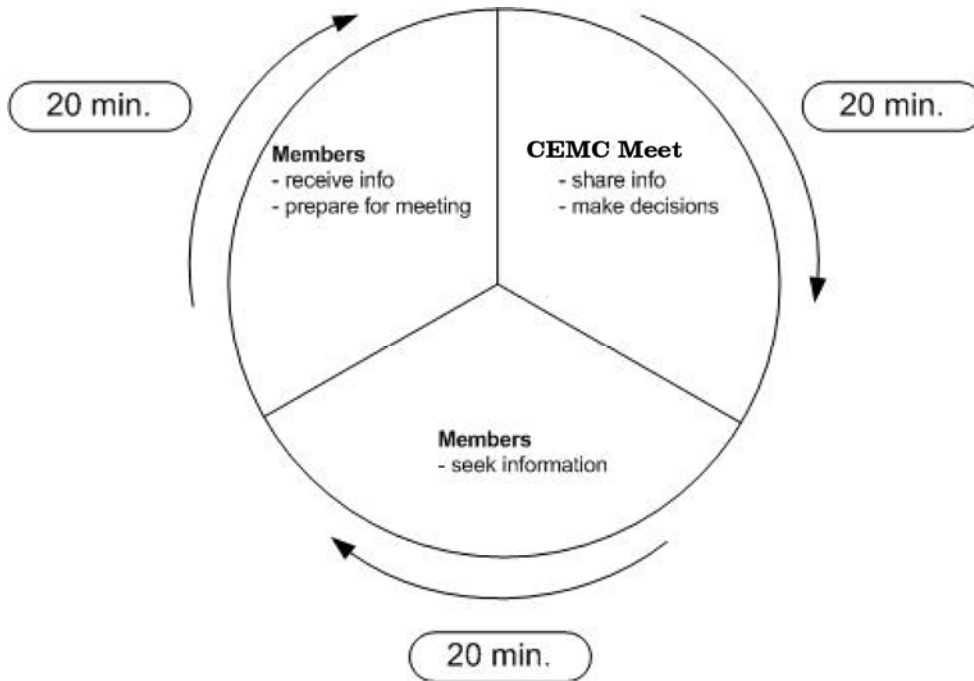 20 min.
20 min.
Members
- receive info
- prepare for meeting
CEMC Meet
- share info
- make decisions
Members
- seek information
20 min.